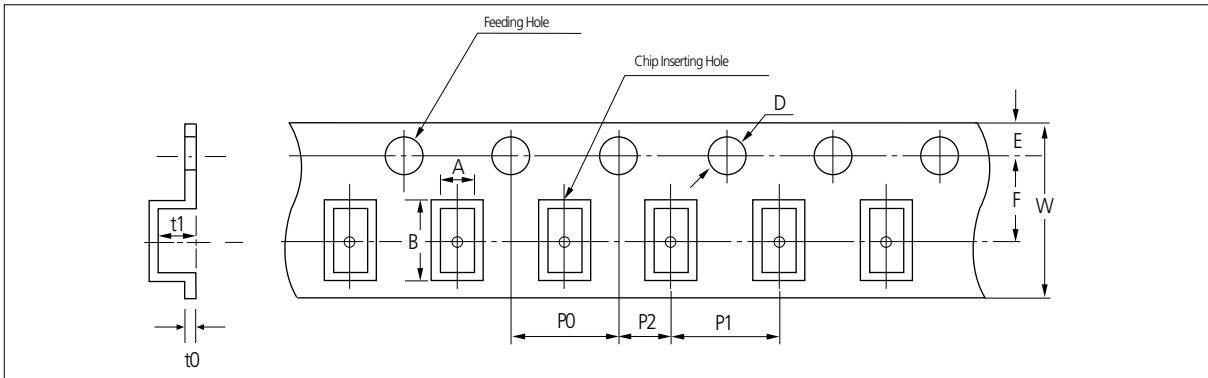 Feeding Hole
Chip Inserting Hole
D
E
A
F
W
t1
B
P0
P2
P1
t0